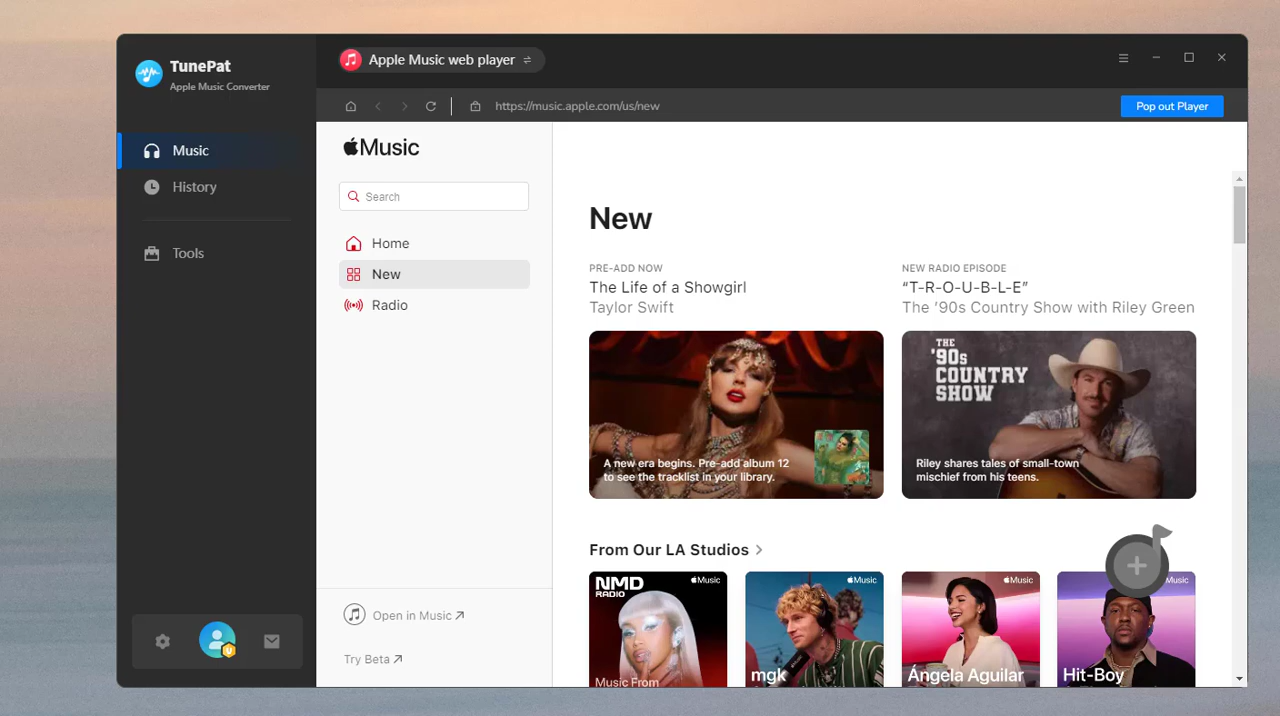 TunePat
Apple Music Converter
Music
History
Tools
Apple Music web player
https://music.apple.com/us/new
Pop out Player
Music
Search
Home
New
Radio
Open in Music
Try Beta
New
PRE-ADD NOW
The Life of a Showgirl
Taylor Swift
A new era begins. Pre-add album 12
to see the tracklist in your library.
NEW RADIO EPISODE
“T-R-O-U-B-L-E”
The ’90s Country Show with Riley Green
THE
'90s
COUNTRY
SHOW
Riley shares tales of small-town
mischief from his teens.
From Our LA Studios
NMD
RADIO
Music
Music From
Music
mgk
Music
Ángela Aguilar
Music
Hit-Boy